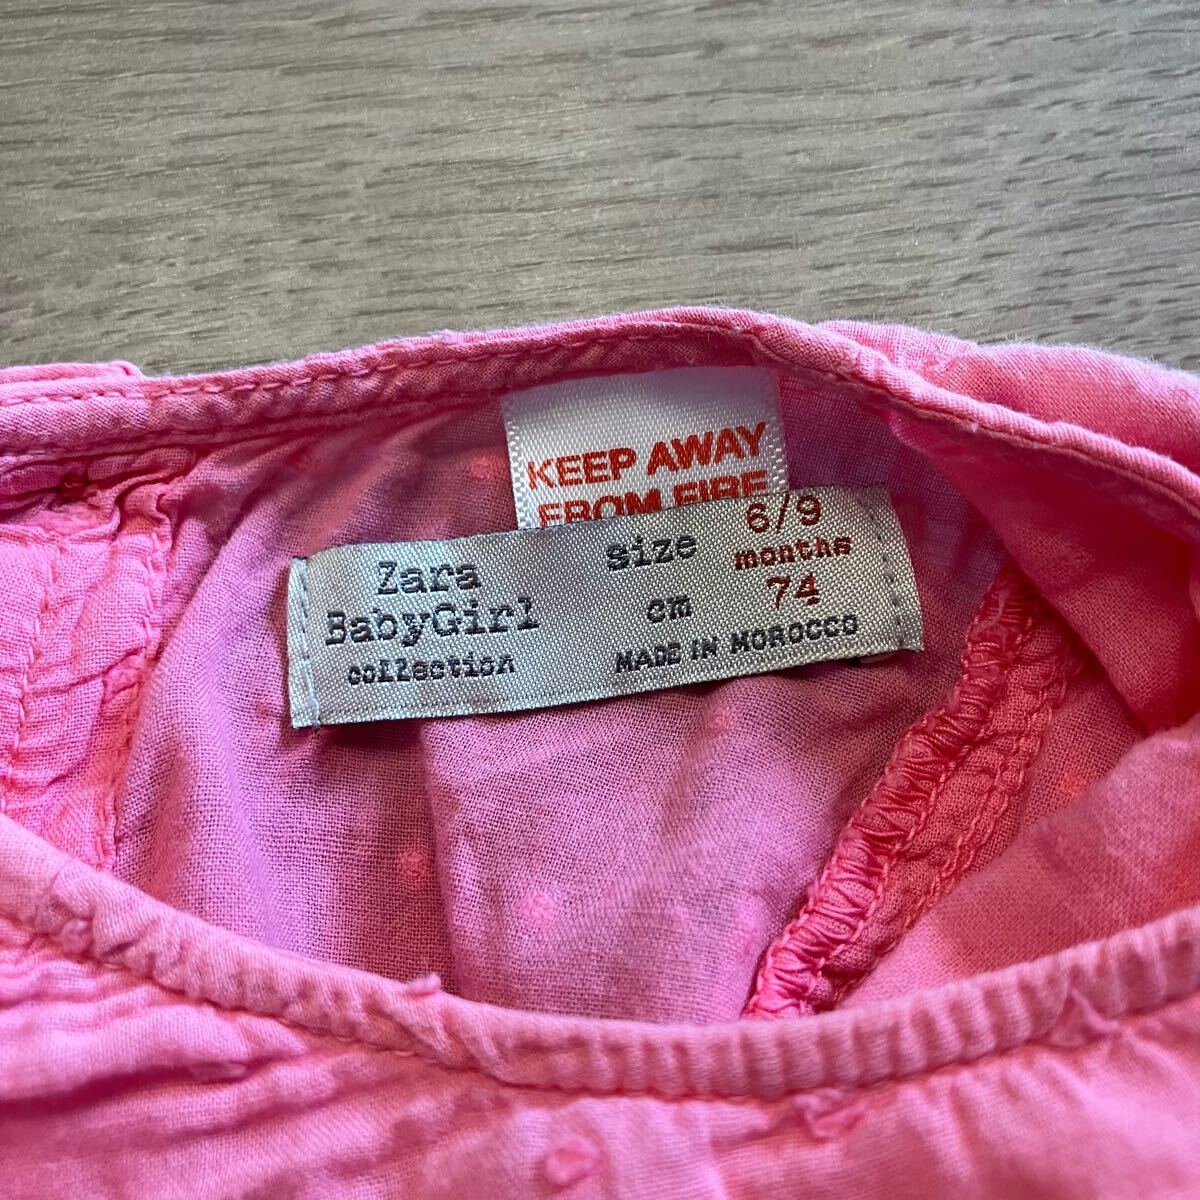 KEEP AWAY
FROM FIRE
Zara
BabyGirl
collection
size 6/9
months
cm 74
MADE IN MOROCCO